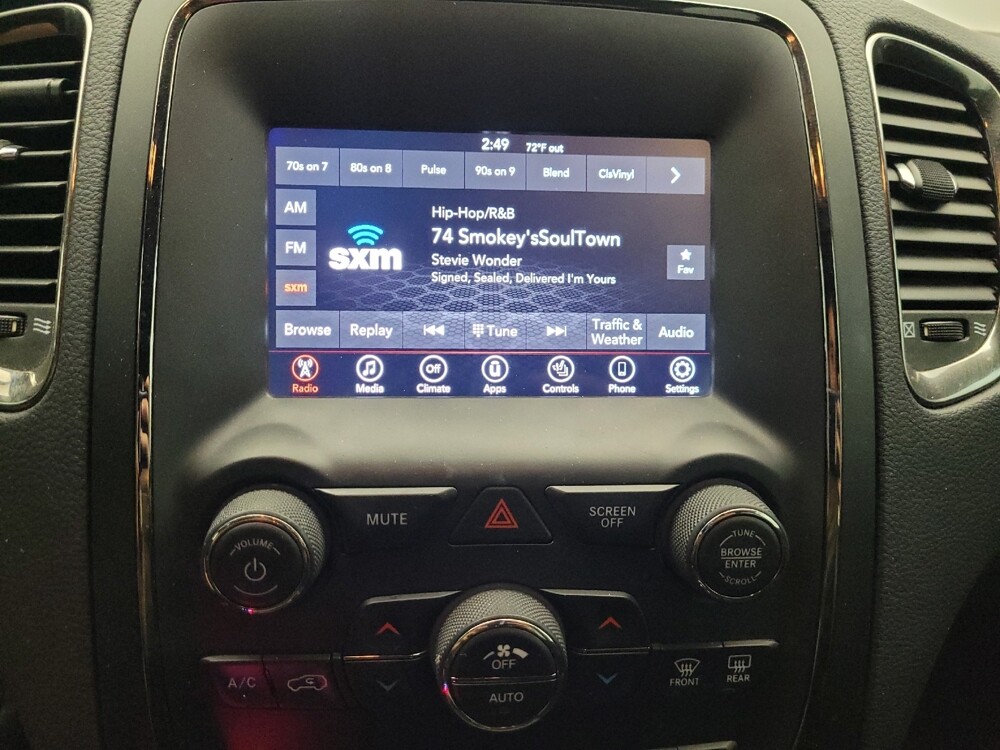 2:49 72°F out
70s on 7 80s on 8 Pulse 90s on 9 Blend ClsVinyl
AM
Hip-Hop/R&B
74 Smokey'sSoulTown
FM
sxm
Stevie Wonder
Signed, Sealed, Delivered I'm Yours
Fav
sxm
Browse Replay Tune Traffic & Weather Audio
Off
Radio Media Climate Apps Controls Phone Settings
MUTE
SCREEN
OFF
VOLUME
TUNE
BROWSE
ENTER
SCROLL
OFF
AUTO
A/C
FRONT
REAR